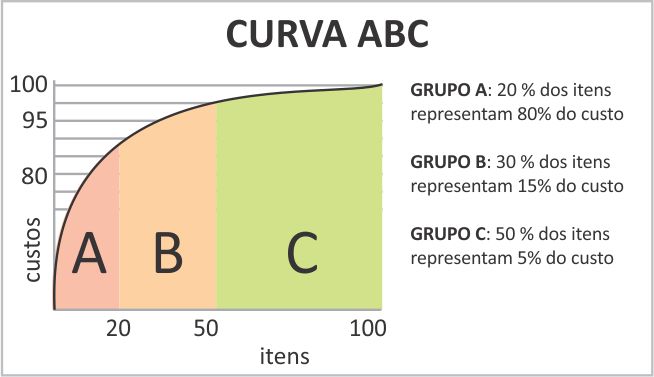 CURVA ABC
100
95
80
custos
A
B
C
20
50
100
itens
GRUPO A: 20 % dos itens
representam 80% do custo
GRUPO B: 30 % dos itens
representam 15% do custo
GRUPO C: 50 % dos itens
representam 5% do custo